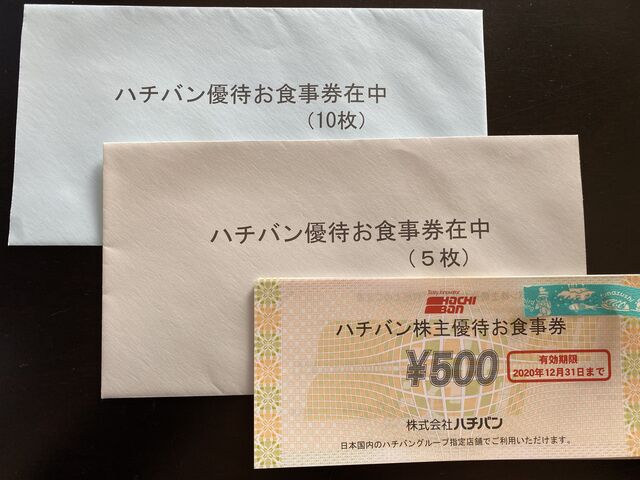 ハチバン優待お食事券在中
（10枚）
ハチバン優待お食事券在中
（５枚）
Tasty Innovator
HACHI
BAN
ハチバン株主優待お食事券
¥500
有効期限
2020年12月31日まで
株式会社ハチバン
日本国内のハチバングループ指定店舗でご利用いただけます。